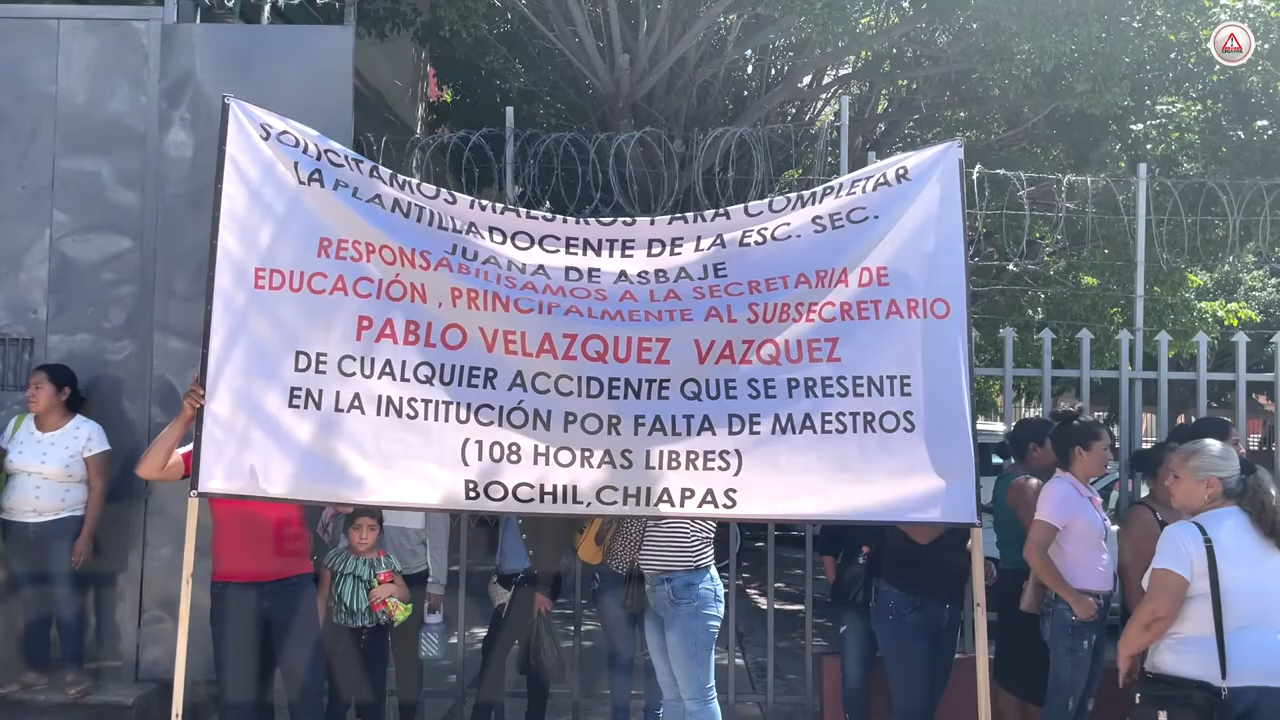 SOLICITAMOS MAESTROS PARA COMPLETAR
LA PLANTILLA DOCENTE DE LA ESC. SEC.
JUANA DE ASBAJE
RESPONSABILISAMOS A LA SECRETARIA DE
EDUCACIÓN , PRINCIPALMENTE AL SUBSECRETARIO
PABLO VELAZQUEZ VAZQUEZ
DE CUALQUIER ACCIDENTE QUE SE PRESENTE
EN LA INSTITUCIÓN POR FALTA DE MAESTROS
(108 HORAS LIBRES)
BOCHIL,CHIAPAS
CHIAPAS